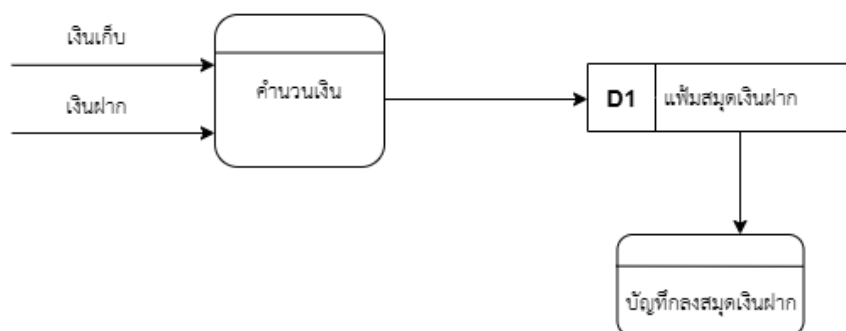 เงินเก็บ
เงินฝาก
คำนวนเงิน
D1
แฟ้มสมุดเงินฝาก
บัญทึกลงสมุดเงินฝาก